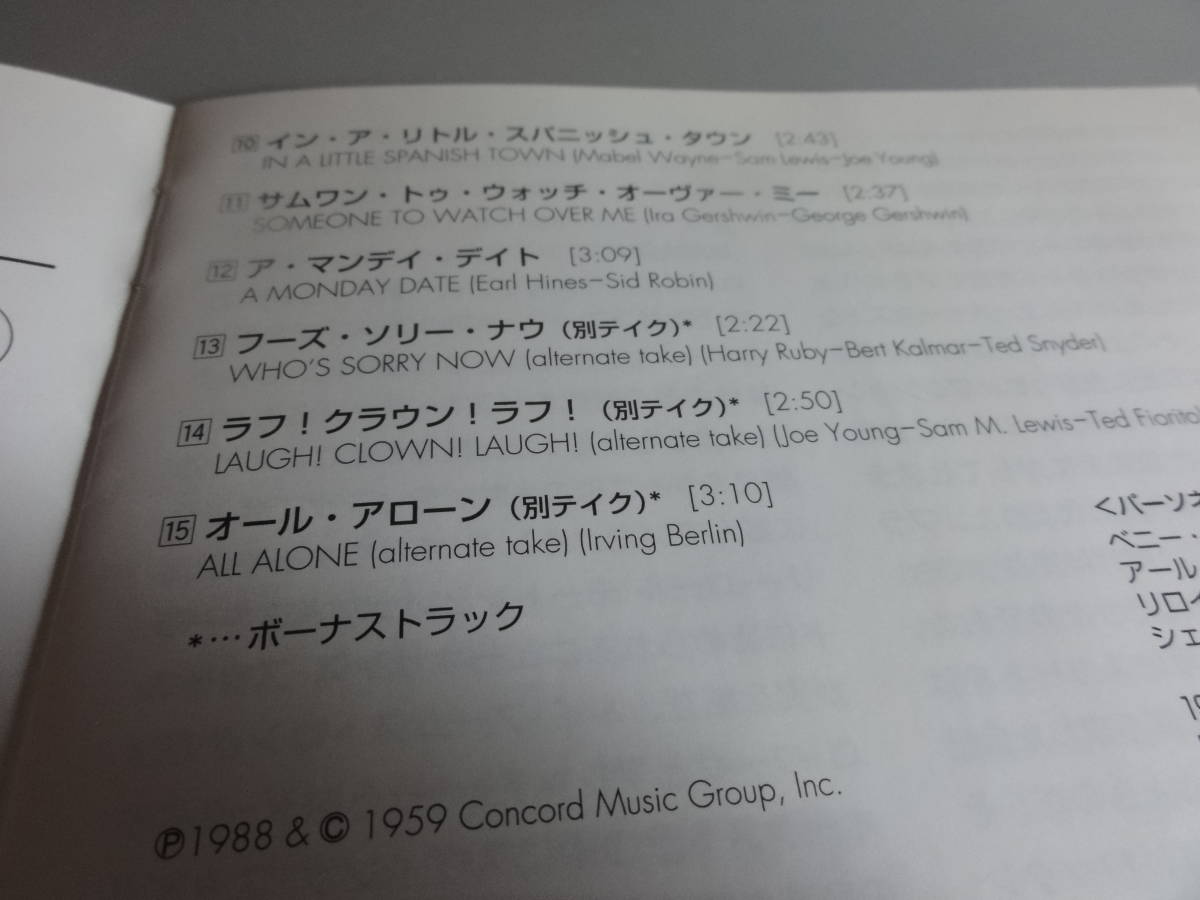 10 イン・ア・リトル・スパニッシュ・タウン [2:43]
IN A LITTLE SPANISH TOWN (Mabel Wayne–Sam Lewis–Joe Young)
11 サムワン・トゥ・ウォッチ・オーヴァー・ミー [2:37]
SOMEONE TO WATCH OVER ME (Ira Gershwin–George Gershwin)
12 ア・マンデイ・デイト [3:09]
A MONDAY DATE (Earl Hines–Sid Robin)
13 フーズ・ソリー・ナウ（別テイク）* [2:22]
WHO'S SORRY NOW (alternate take) (Harry Ruby–Bert Kalmar–Ted Snyder)
14 ラフ！クラウン！ラフ！（別テイク）* [2:50]
LAUGH! CLOWN! LAUGH! (alternate take) (Joe Young–Sam M. Lewis–Ted Fiorito
15 オール・アローン（別テイク）* [3:10]
ALL ALONE (alternate take) (Irving Berlin)
*…ボーナストラック
℗1988 & © 1959 Concord Music Group, Inc.
<パーソネ
ベニー・
アール
リロイ
シェ
19